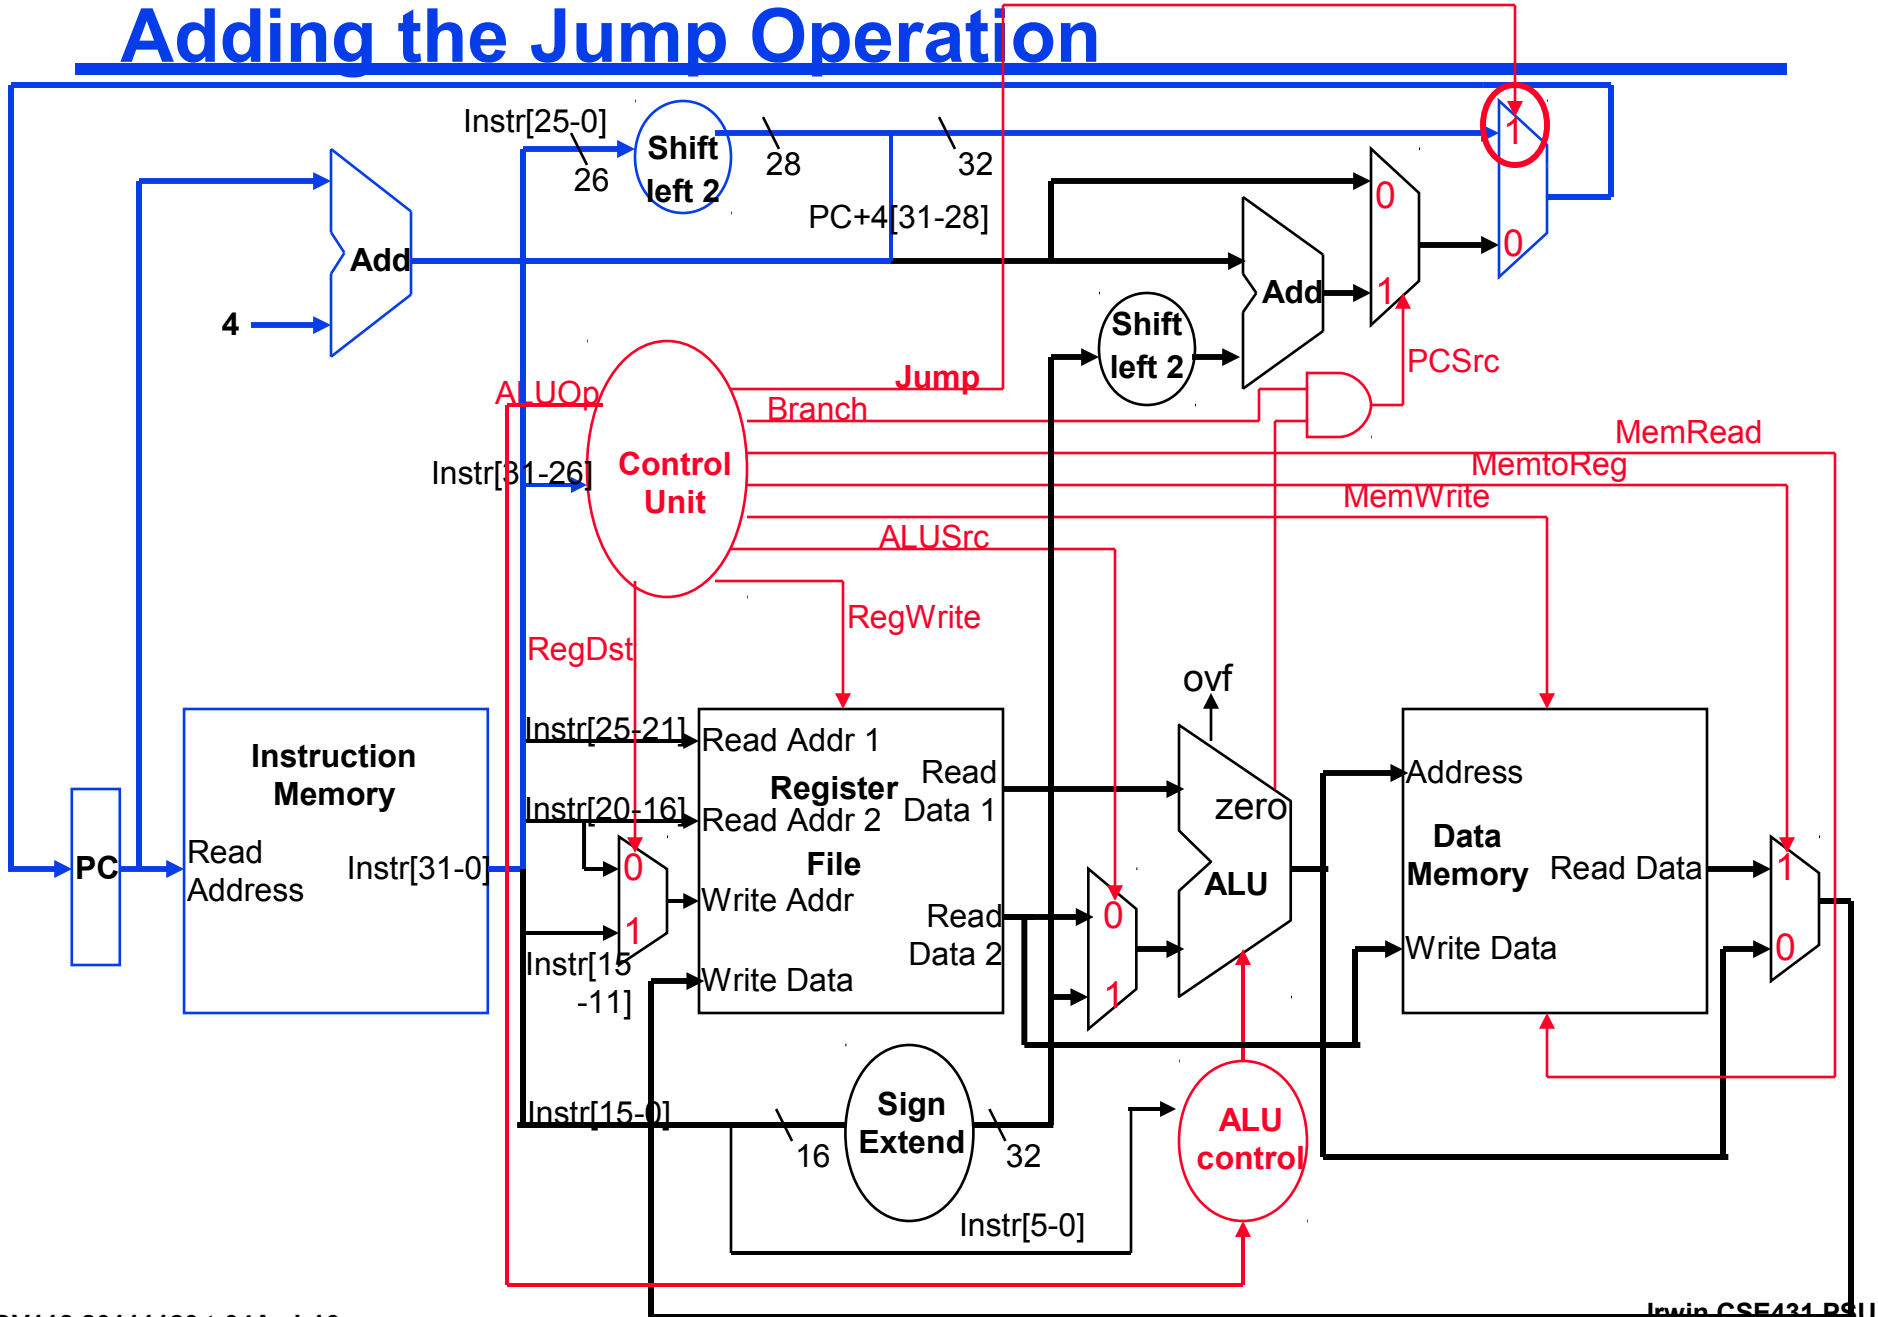 Adding the Jump Operation
Instr[25-0]
26
Shift
left 2
28
32
PC+4[31-28]
1
0
0
1
Add
Add
4
Shift
left 2
PCSrc
ALUOp
Jump
Branch
MemRead
MemtoReg
MemWrite
Instr[31-26]
Control
Unit
ALUSrc
RegWrite
RegDst
ovf
Instruction
Memory
Read
Address
Instr[31-0]
PC
Instr[25-21]
Read Addr 1
Register
Read
Data 1
Instr[20-16]
Read Addr 2
File
0
1
Write Addr
Read
Data 2
Instr[15
-11]
Write Data
0
1
zero
ALU
Address
Data
Memory
Read Data
Write Data
1
0
Instr[15-0]
16
Sign
Extend
32
ALU
control
Instr[5-0]
Irwin CSE431 PSU